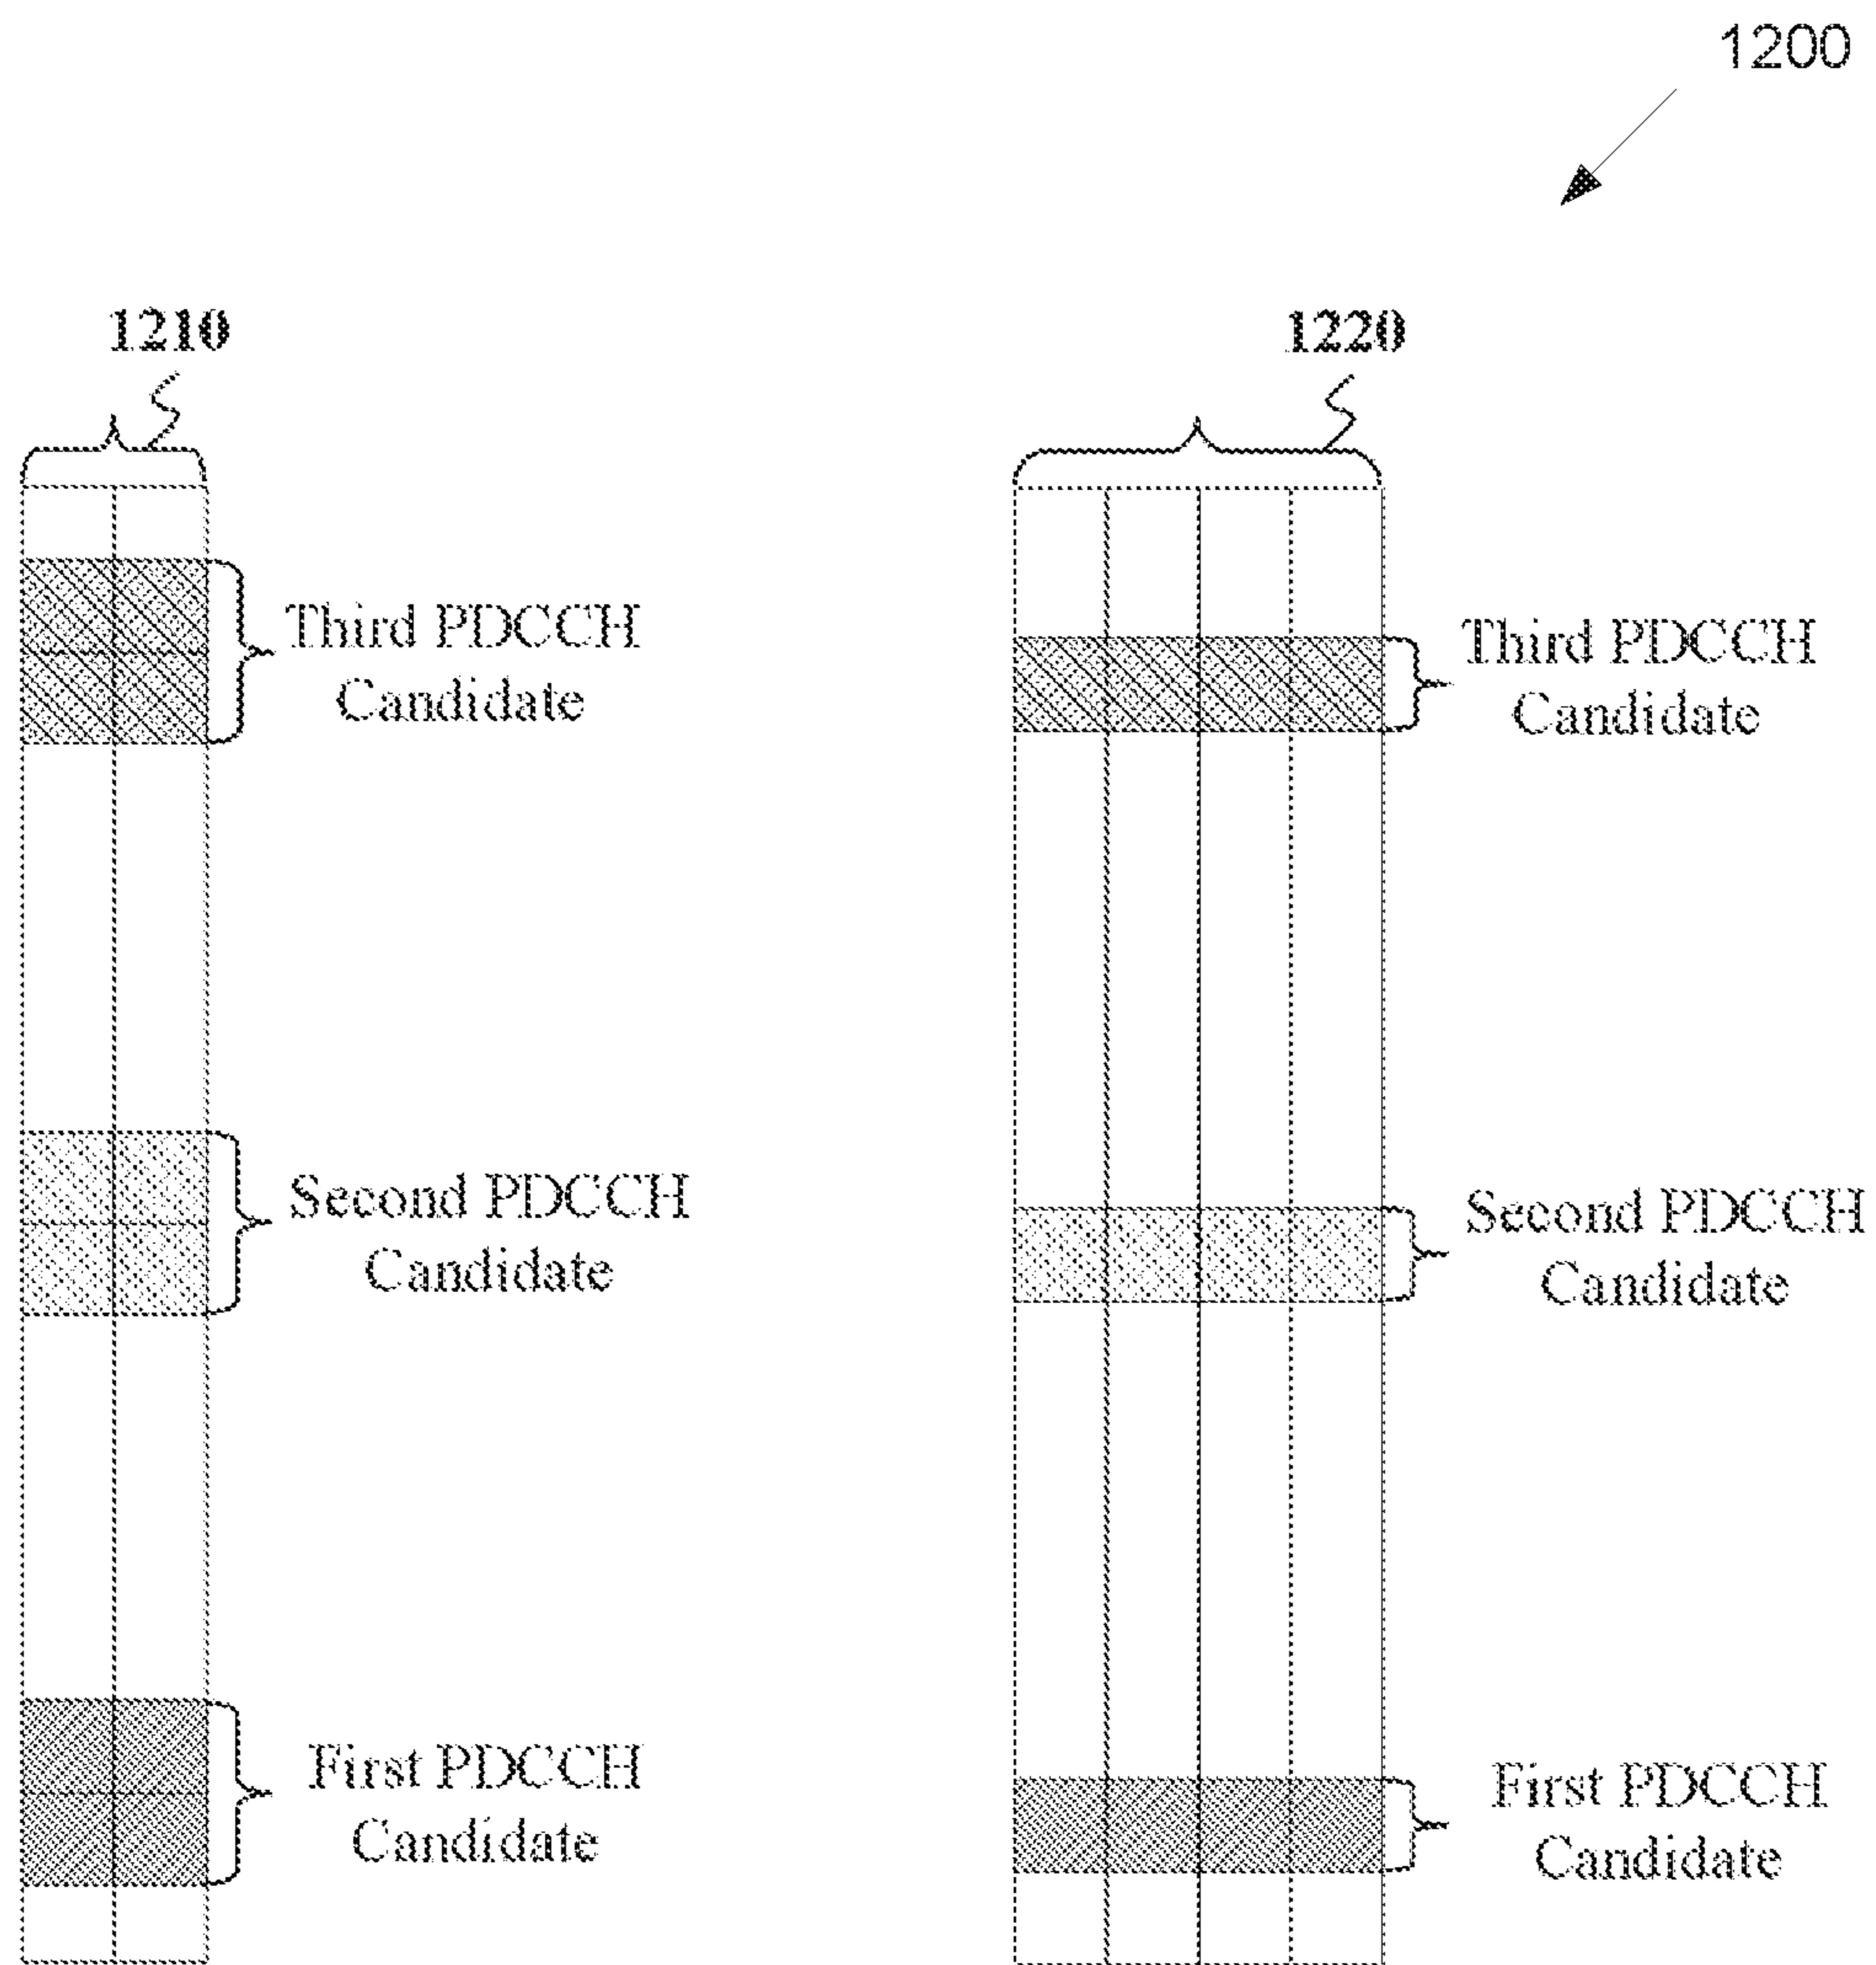 1200
1210
1220
Third PDCCH
Candidate
Third PDCCH
Candidate
Second PDCCH
Candidate
Second PDCCH
Candidate
First PDCCH
Candidate
First PDCCH
Candidate